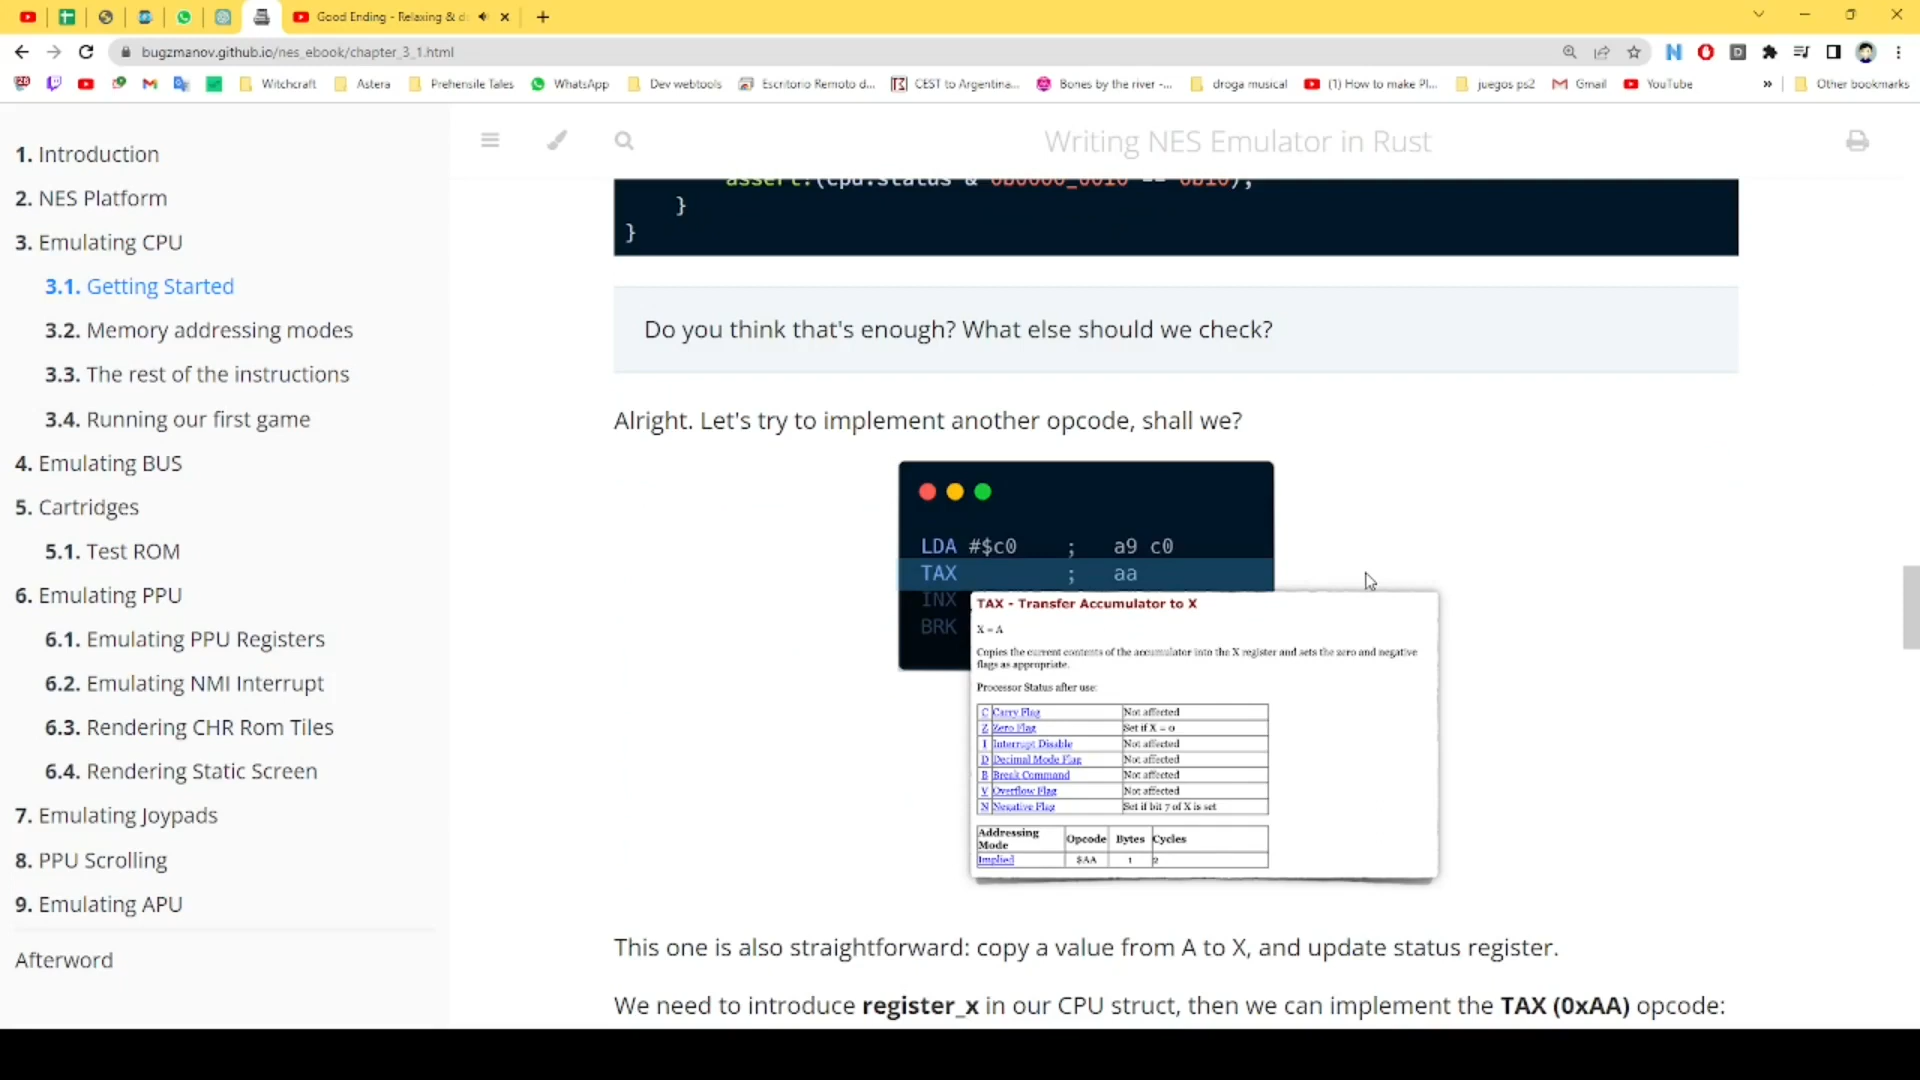 Good Ending - Relaxing & d
bugzmanov.github.io/nes_ebook/chapter_3_1.html
Witchcraft
Astera
Prehensile Tales
WhatsApp
Dev webtools
Escritorio Remoto d...
CEST to Argentina...
Bones by the river -...
droga musical
(1) How to make Pl...
juegos ps2
Gmail
YouTube
»
Other bookmarks
1. Introduction
2. NES Platform
3. Emulating CPU
3.1. Getting Started
3.2. Memory addressing modes
3.3. The rest of the instructions
3.4. Running our first game
4. Emulating BUS
5. Cartridges
5.1. Test ROM
6. Emulating PPU
6.1. Emulating PPU Registers
6.2. Emulating NMI Interrupt
6.3. Rendering CHR Rom Tiles
6.4. Rendering Static Screen
7. Emulating Joypads
8. PPU Scrolling
9. Emulating APU
Afterword
Writing NES Emulator in Rust
assert!(cpu.status & 0b0000_0010 == 0b10);
}
}
Do you think that's enough? What else should we check?
Alright. Let's try to implement another opcode, shall we?
LDA #$c0 ; a9 c0
TAX ; aa
INX
BRK
TAX - Transfer Accumulator to X
X = A
Copies the current contents of the accumulator into the X register and sets the zero and negative
flags as appropriate.
Processor Status after use:
C Carry Flag Not affected
Z Zero Flag Set if X = 0
I Interrupt Disable Not affected
D Decimal Mode Flag Not affected
B Break Command Not affected
V Overflow Flag Not affected
N Negative Flag Set if bit 7 of X is set
Addressing Mode Opcode Bytes Cycles
Implied $AA 1 2
This one is also straightforward: copy a value from A to X, and update status register.
We need to introduce register_x in our CPU struct, then we can implement the TAX (0xAA) opcode: